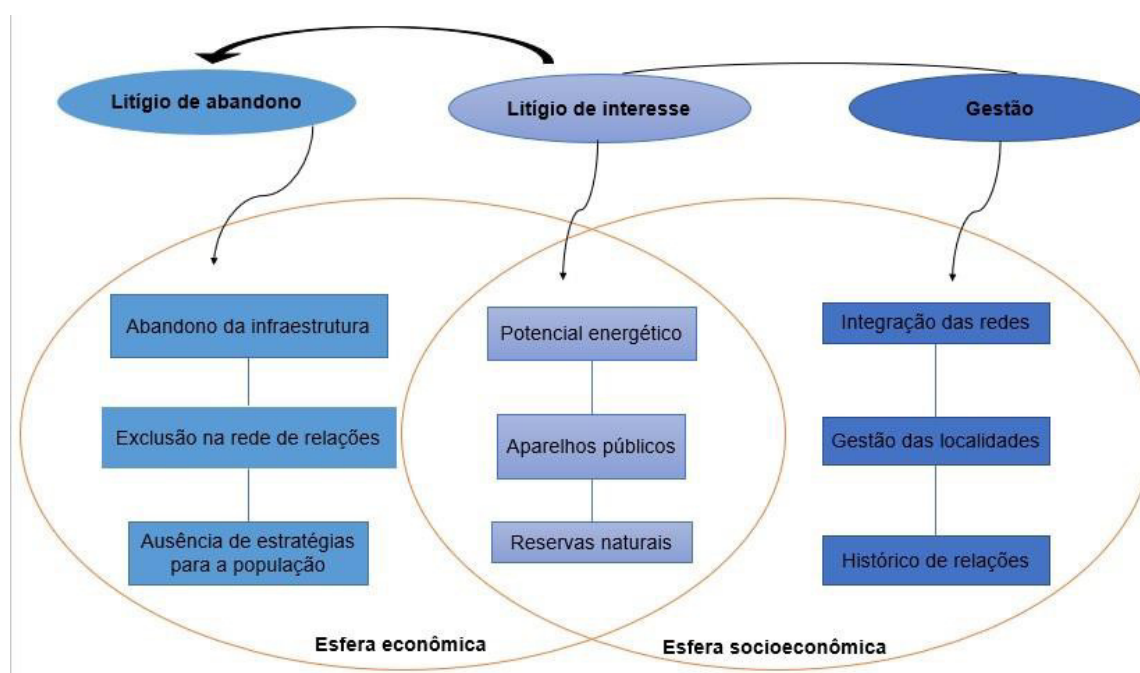 Litígio de abandono
Litígio de interesse
Gestão
Abandono da infraestrutura
Exclusão na rede de relações
Ausência de estratégias
para a população
Potencial energético
Aparelhos públicos
Reservas naturais
Integração das redes
Gestão das localidades
Histórico de relações
Esfera econômica
Esfera socioeconômica